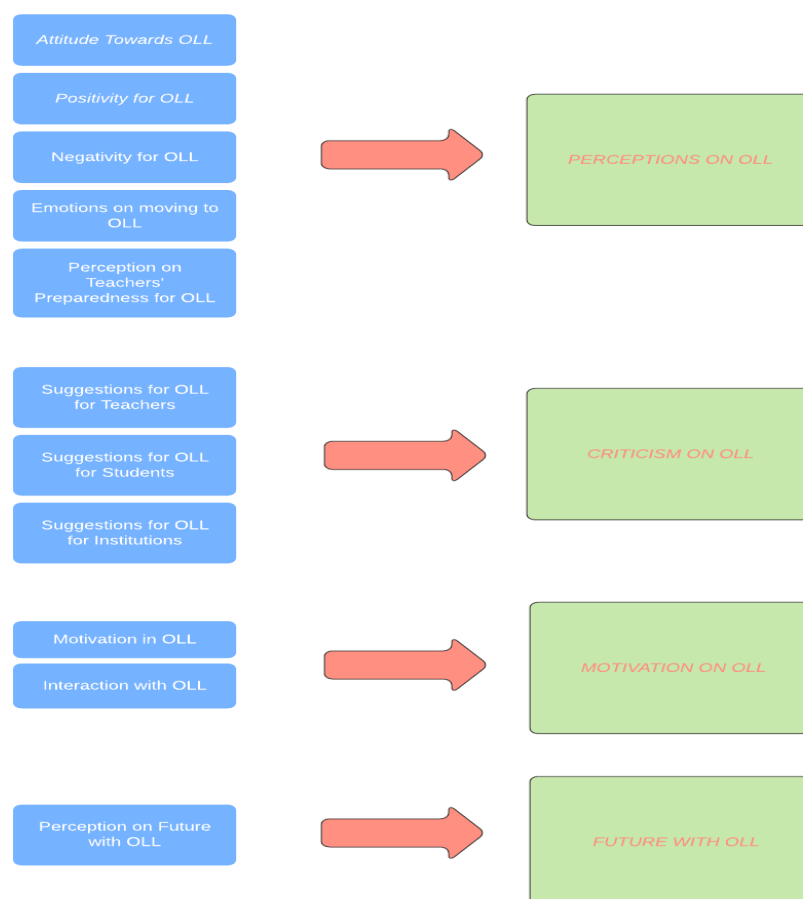 Attitude Towards OLL
Positivity for OLL
Negativity for OLL
Emotions on moving to
OLL
Perception on
Teachers'
Preparedness for OLL
PERCEPTIONS ON OLL
Suggestions for OLL
for Teachers
Suggestions for OLL
for Students
Suggestions for OLL
for Institutions
CRITICISM ON OLL
Motivation in OLL
Interaction with OLL
MOTIVATION ON OLL
Perception on Future
with OLL
FUTURE WITH OLL